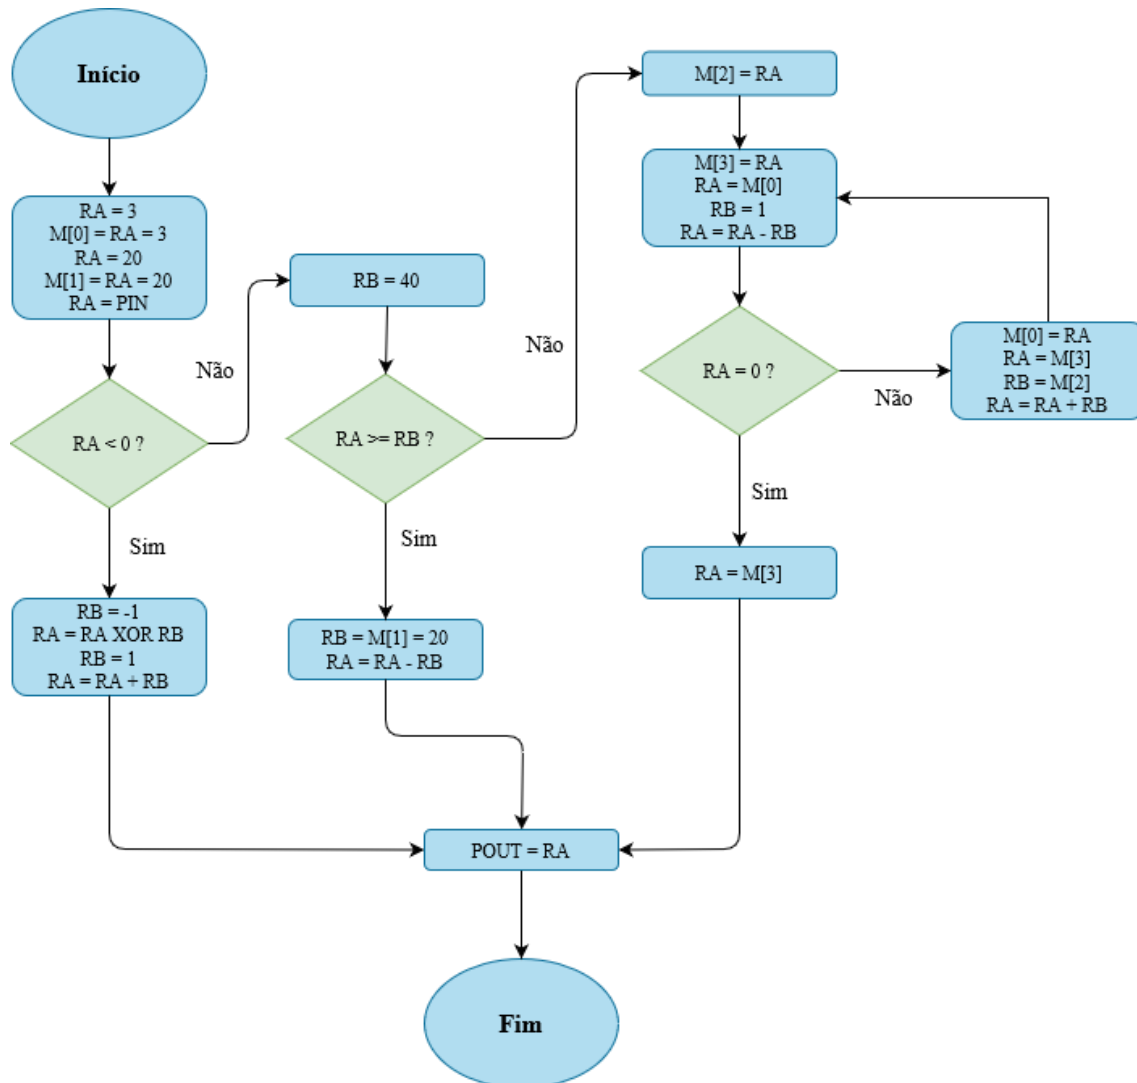 Início
RA = 3
M[0] = RA = 3
RA = 20
M[1] = RA = 20
RA = PIN
RA < 0 ?
Não
Sim
RB = -1
RA = RA XOR RB
RB = 1
RA = RA + RB
RB = 40
RA >= RB ?
Não
Sim
RB = M[1] = 20
RA = RA - RB
M[2] = RA
M[3] = RA
RA = M[0]
RB = 1
RA = RA - RB
RA = 0 ?
Não
M[0] = RA
RA = M[3]
RB = M[2]
RA = RA + RB
Sim
RA = M[3]
POUT = RA
Fim